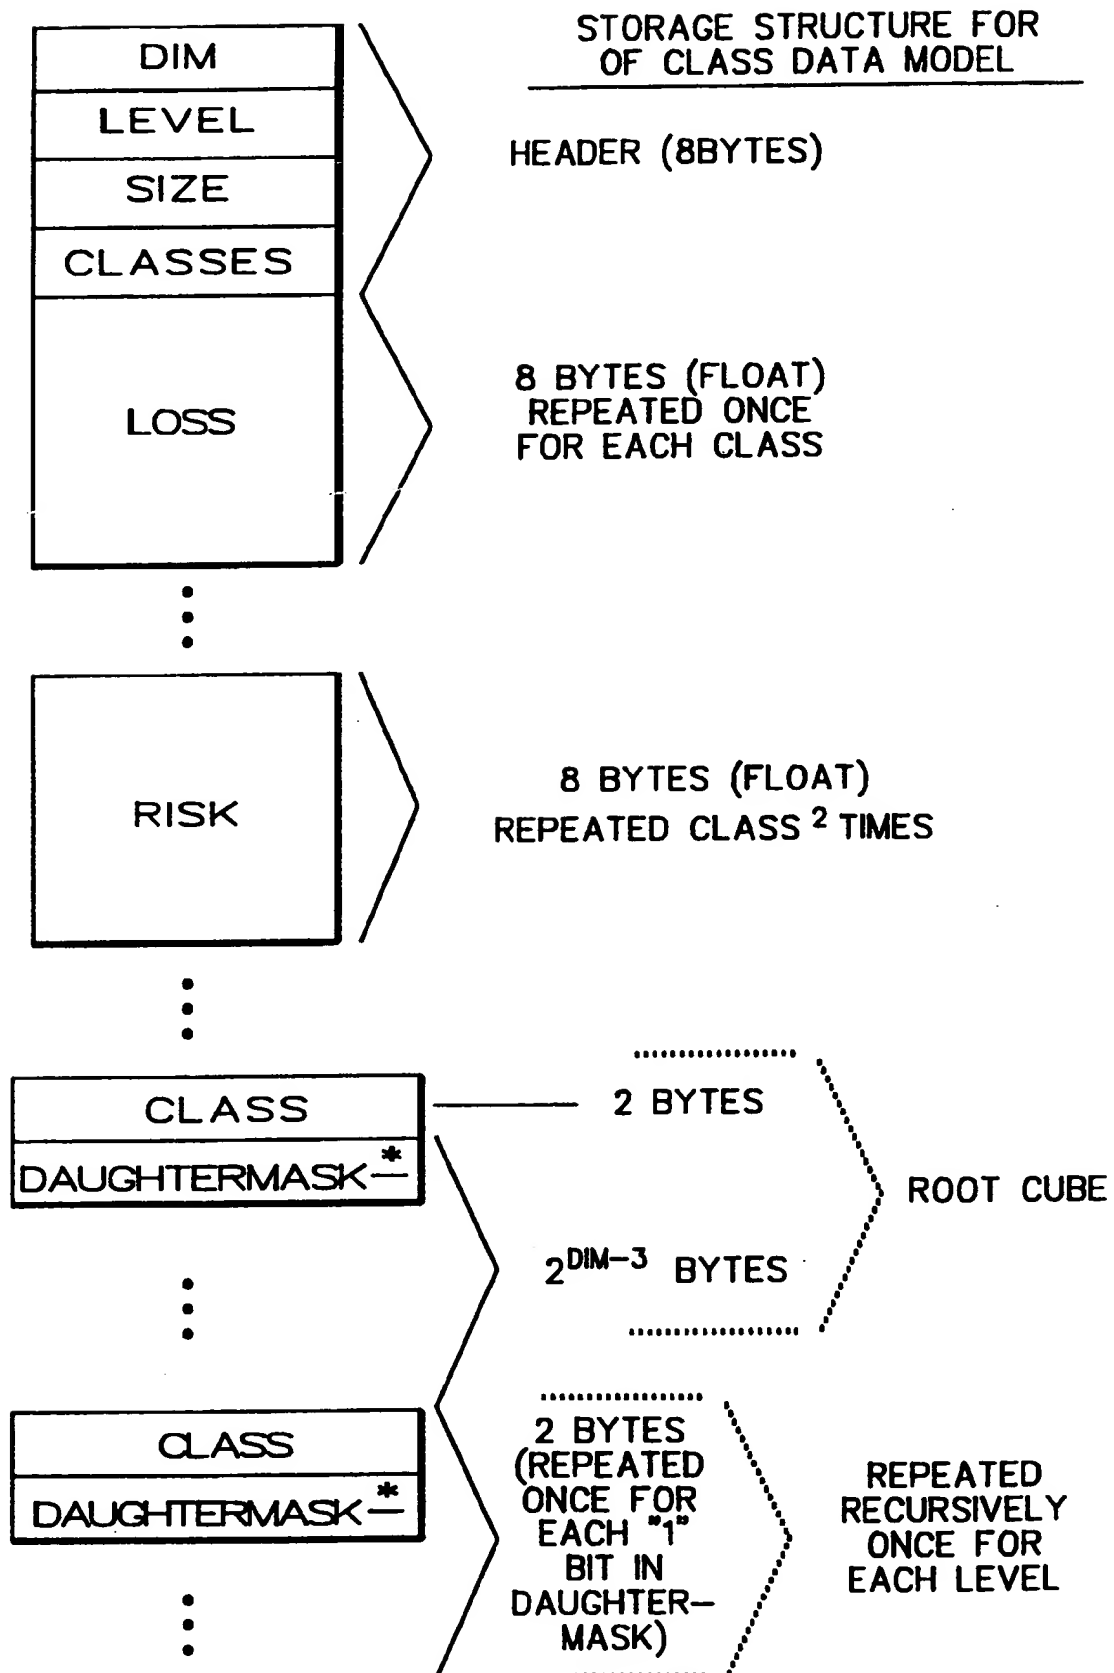 STORAGE STRUCTURE FOR
OF CLASS DATA MODEL
DIM
LEVEL
SIZE
CLASSES
HEADER (8BYTES)
LOSS
8 BYTES (FLOAT)
REPEATED ONCE
FOR EACH CLASS
RISK
8 BYTES (FLOAT)
REPEATED CLASS ² TIMES
CLASS
2 BYTES
DAUGHTERMASK *
ROOT CUBE
2^DIM-3 BYTES
CLASS
DAUGHTERMASK *
2 BYTES
(REPEATED
ONCE FOR
EACH "1"
BIT IN
DAUGHTER-
MASK)
REPEATED
RECURSIVELY
ONCE FOR
EACH LEVEL